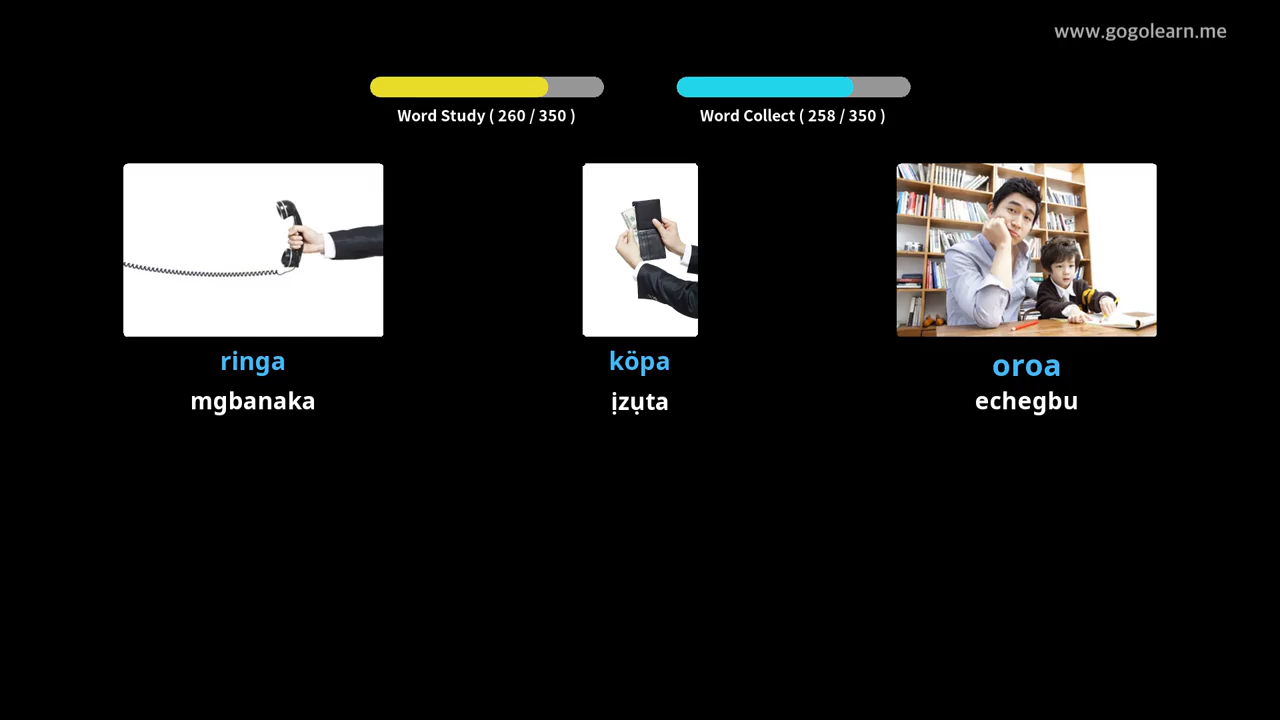 www.gogolearn.me
Word Study ( 260 / 350 )
Word Collect ( 258 / 350 )
ringa
köpa
oroa
mgbanaka
ịzụta
echegbu